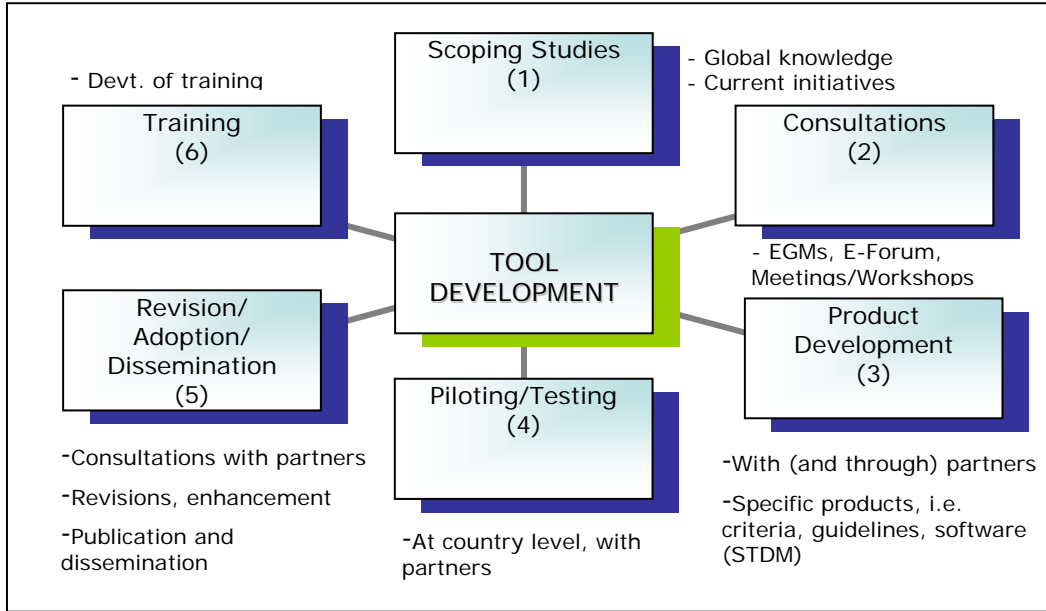 Scoping Studies
(1)
- Global knowledge
- Current initiatives
Consultations
(2)
- EGMs, E-Forum,
Meetings/Workshops
Product
Development
(3)
-With (and through) partners
-Specific products, i.e.
criteria, guidelines, software
(STDM)
Piloting/Testing
(4)
-At country level, with
partners
Revision/
Adoption/
Dissemination
(5)
-Consultations with partners
-Revisions, enhancement
-Publication and
dissemination
- Devt. of training
Training
(6)
TOOL
DEVELOPMENT